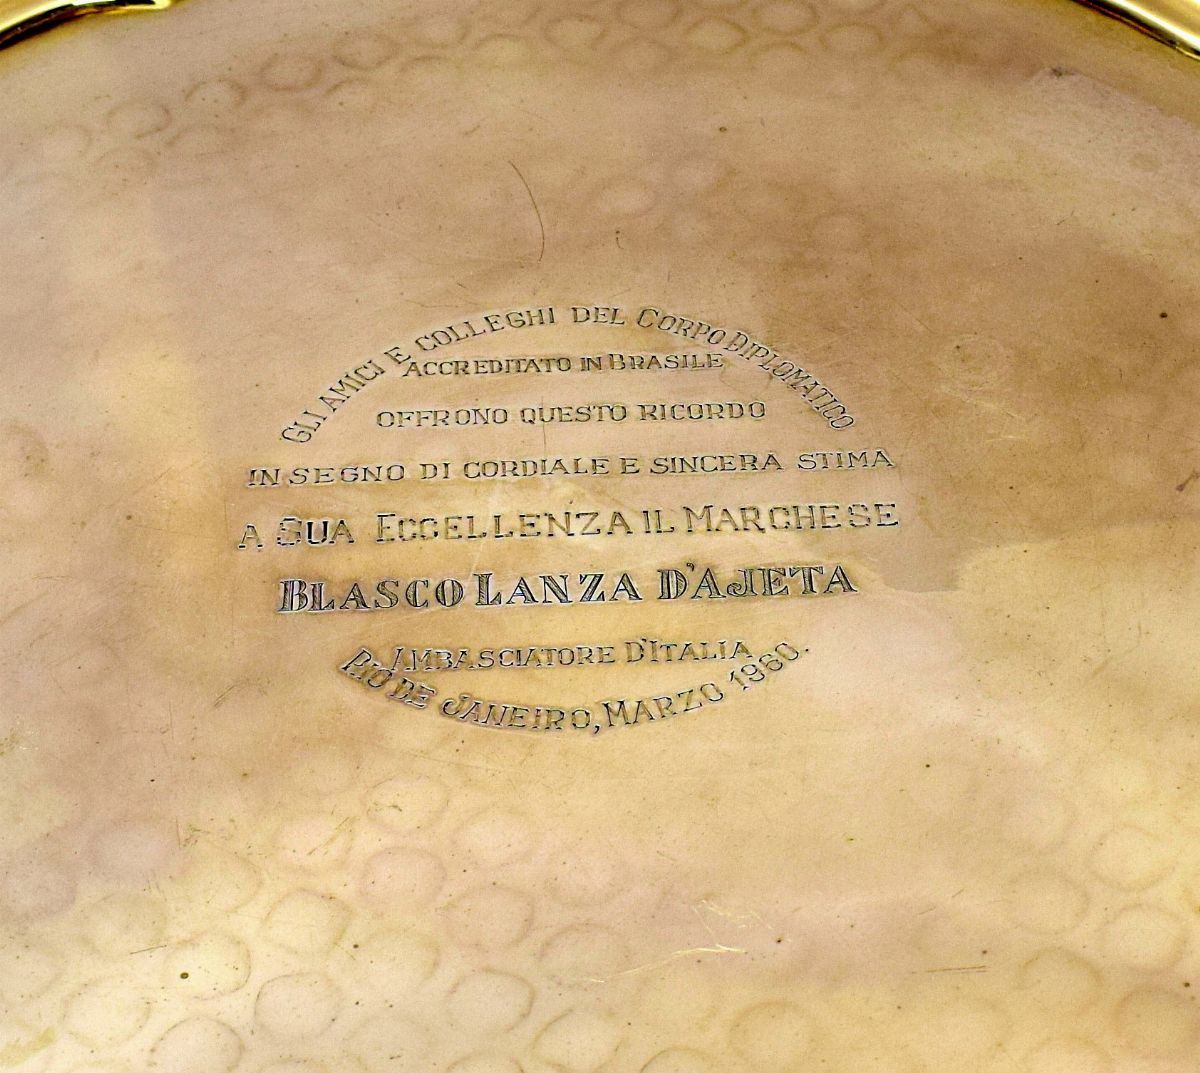 GLI AMICI E COLLEGHI DEL CORPO DIPLOMATICO
ACCREDITATO IN BRASILE
OFFRONO QUESTO RICORDO
IN SEGNO DI CORDIALE E SINCERA STIMA
A SUA ECCELLENZA IL MARCHESE
BLASCO LANZA D'AJETA
AMBASCIATORE D'ITALIA
RIO DE JANEIRO, MARZO 1960.